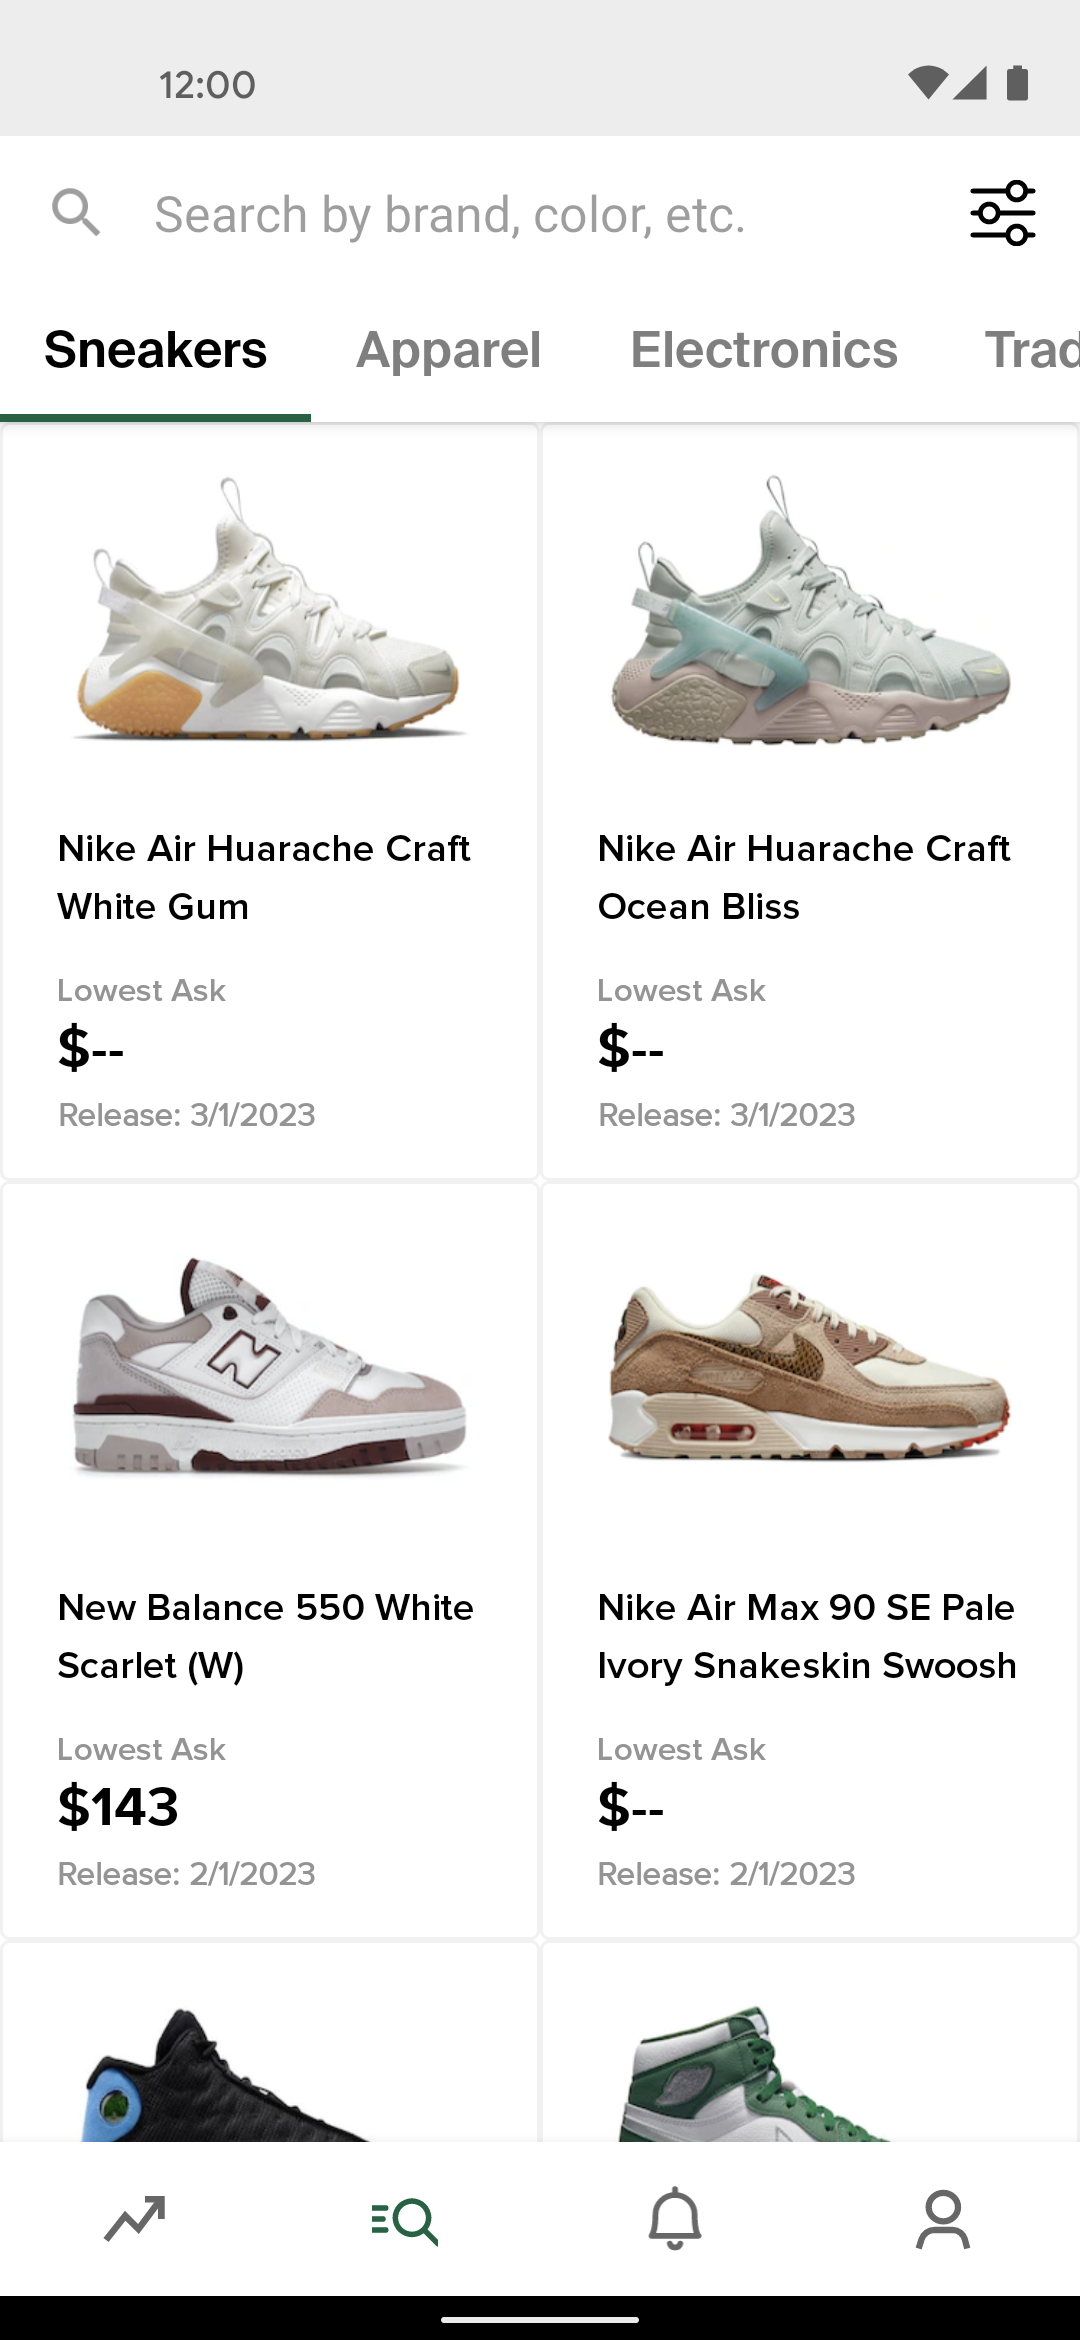 12:00
Search by brand, color, etc.
Sneakers Apparel Electronics Trad
Nike Air Huarache Craft
White Gum
Lowest Ask
$--
Release: 3/1/2023
Nike Air Huarache Craft
Ocean Bliss
Lowest Ask
$--
Release: 3/1/2023
New Balance 550 White
Scarlet (W)
Lowest Ask
$143
Release: 2/1/2023
Nike Air Max 90 SE Pale
Ivory Snakeskin Swoosh
Lowest Ask
$--
Release: 2/1/2023